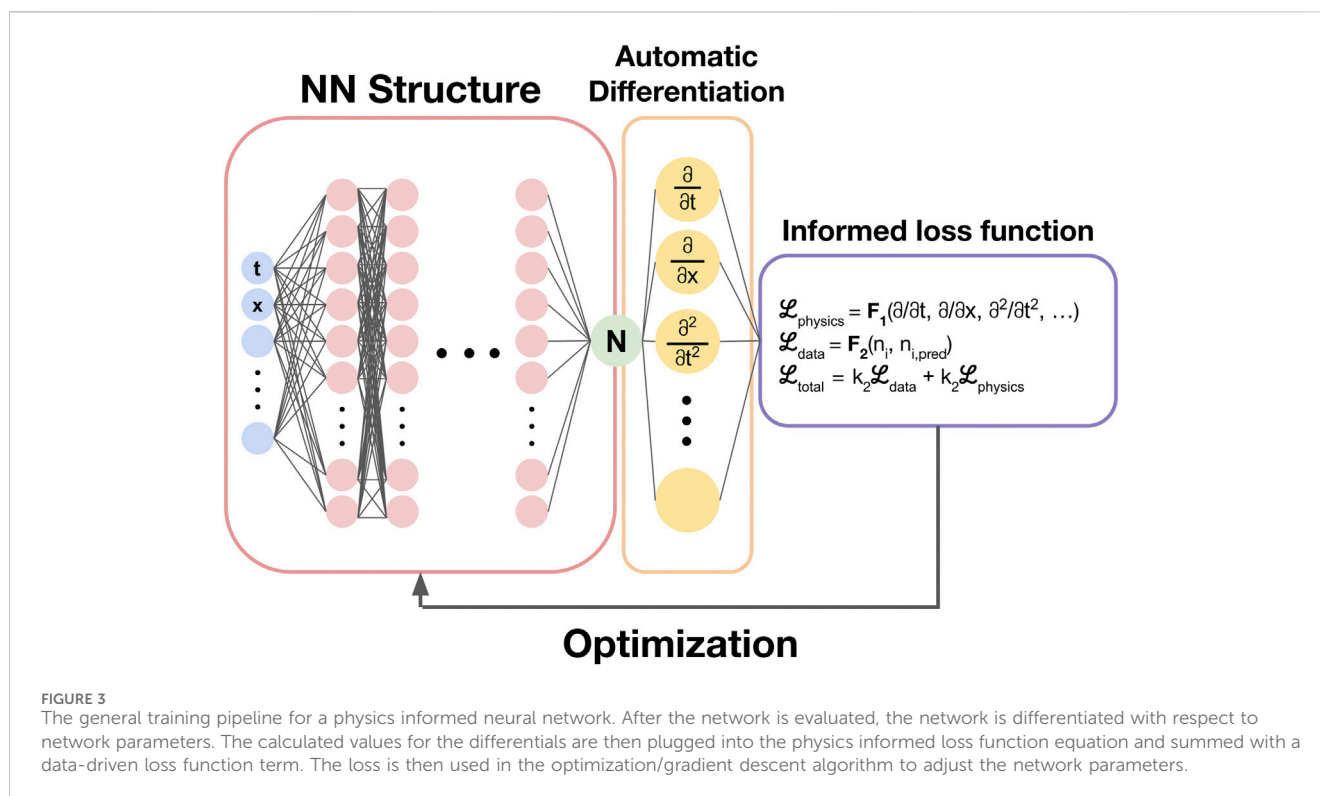 NN Structure
Automatic
Differentiation
t
x
N
∂
∂t
∂
∂x
∂²
∂t²
Informed loss function
ℒphysics = F₁(∂/∂t, ∂/∂x, ∂²/∂t², …)
ℒdata = F₂(nᵢ, nᵢ,pred)
ℒtotal = k₂ℒdata + k₂ℒphysics
Optimization
FIGURE 3
The general training pipeline for a physics informed neural network. After the network is evaluated, the network is differentiated with respect to
network parameters. The calculated values for the differentials are then plugged into the physics informed loss function equation and summed with a
data-driven loss function term. The loss is then used in the optimization/gradient descent algorithm to adjust the network parameters.